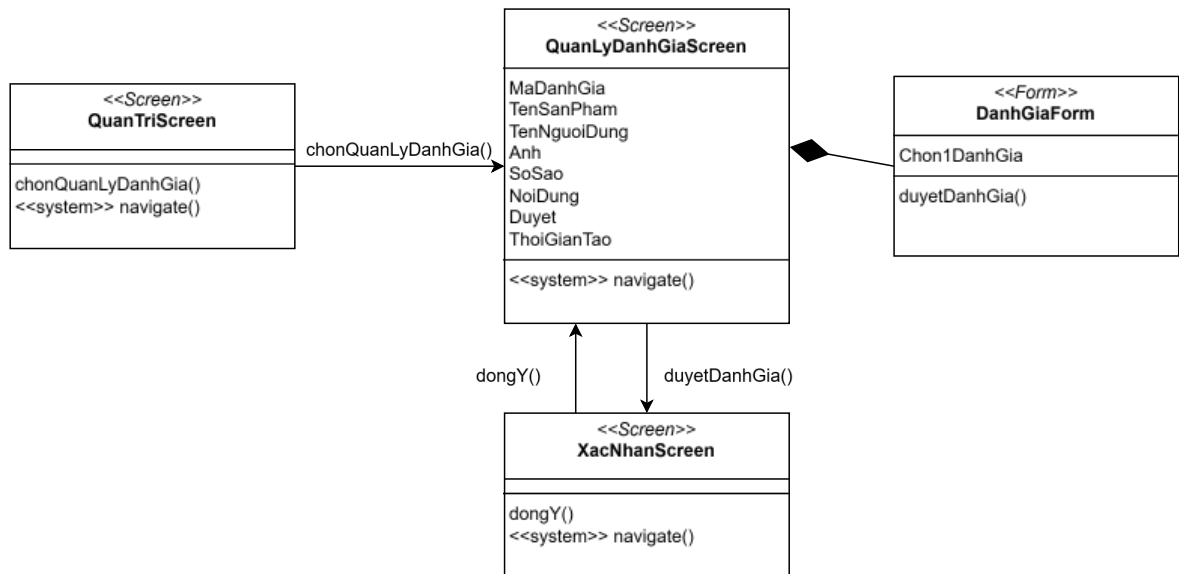 <<Screen>>
QuanTriScreen
chonQuanLyDanhGia()
<<system>> navigate()
chonQuanLyDanhGia()
<<Screen>>
QuanLyDanhGiaScreen
MaDanhGia
TenSanPham
TenNguoiDung
Anh
SoSao
NoiDung
Duyet
ThoiGianTao
<<system>> navigate()
<<Form>>
DanhGiaForm
Chon1DanhGia
duyetDanhGia()
dongY()
duyetDanhGia()
<<Screen>>
XacNhanScreen
dongY()
<<system>> navigate()